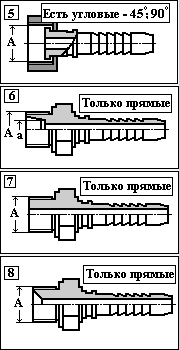 5 Есть угловые - 45°;90°
A
6 Только прямые
A a
7 Только прямые
A
8 Только прямые
A